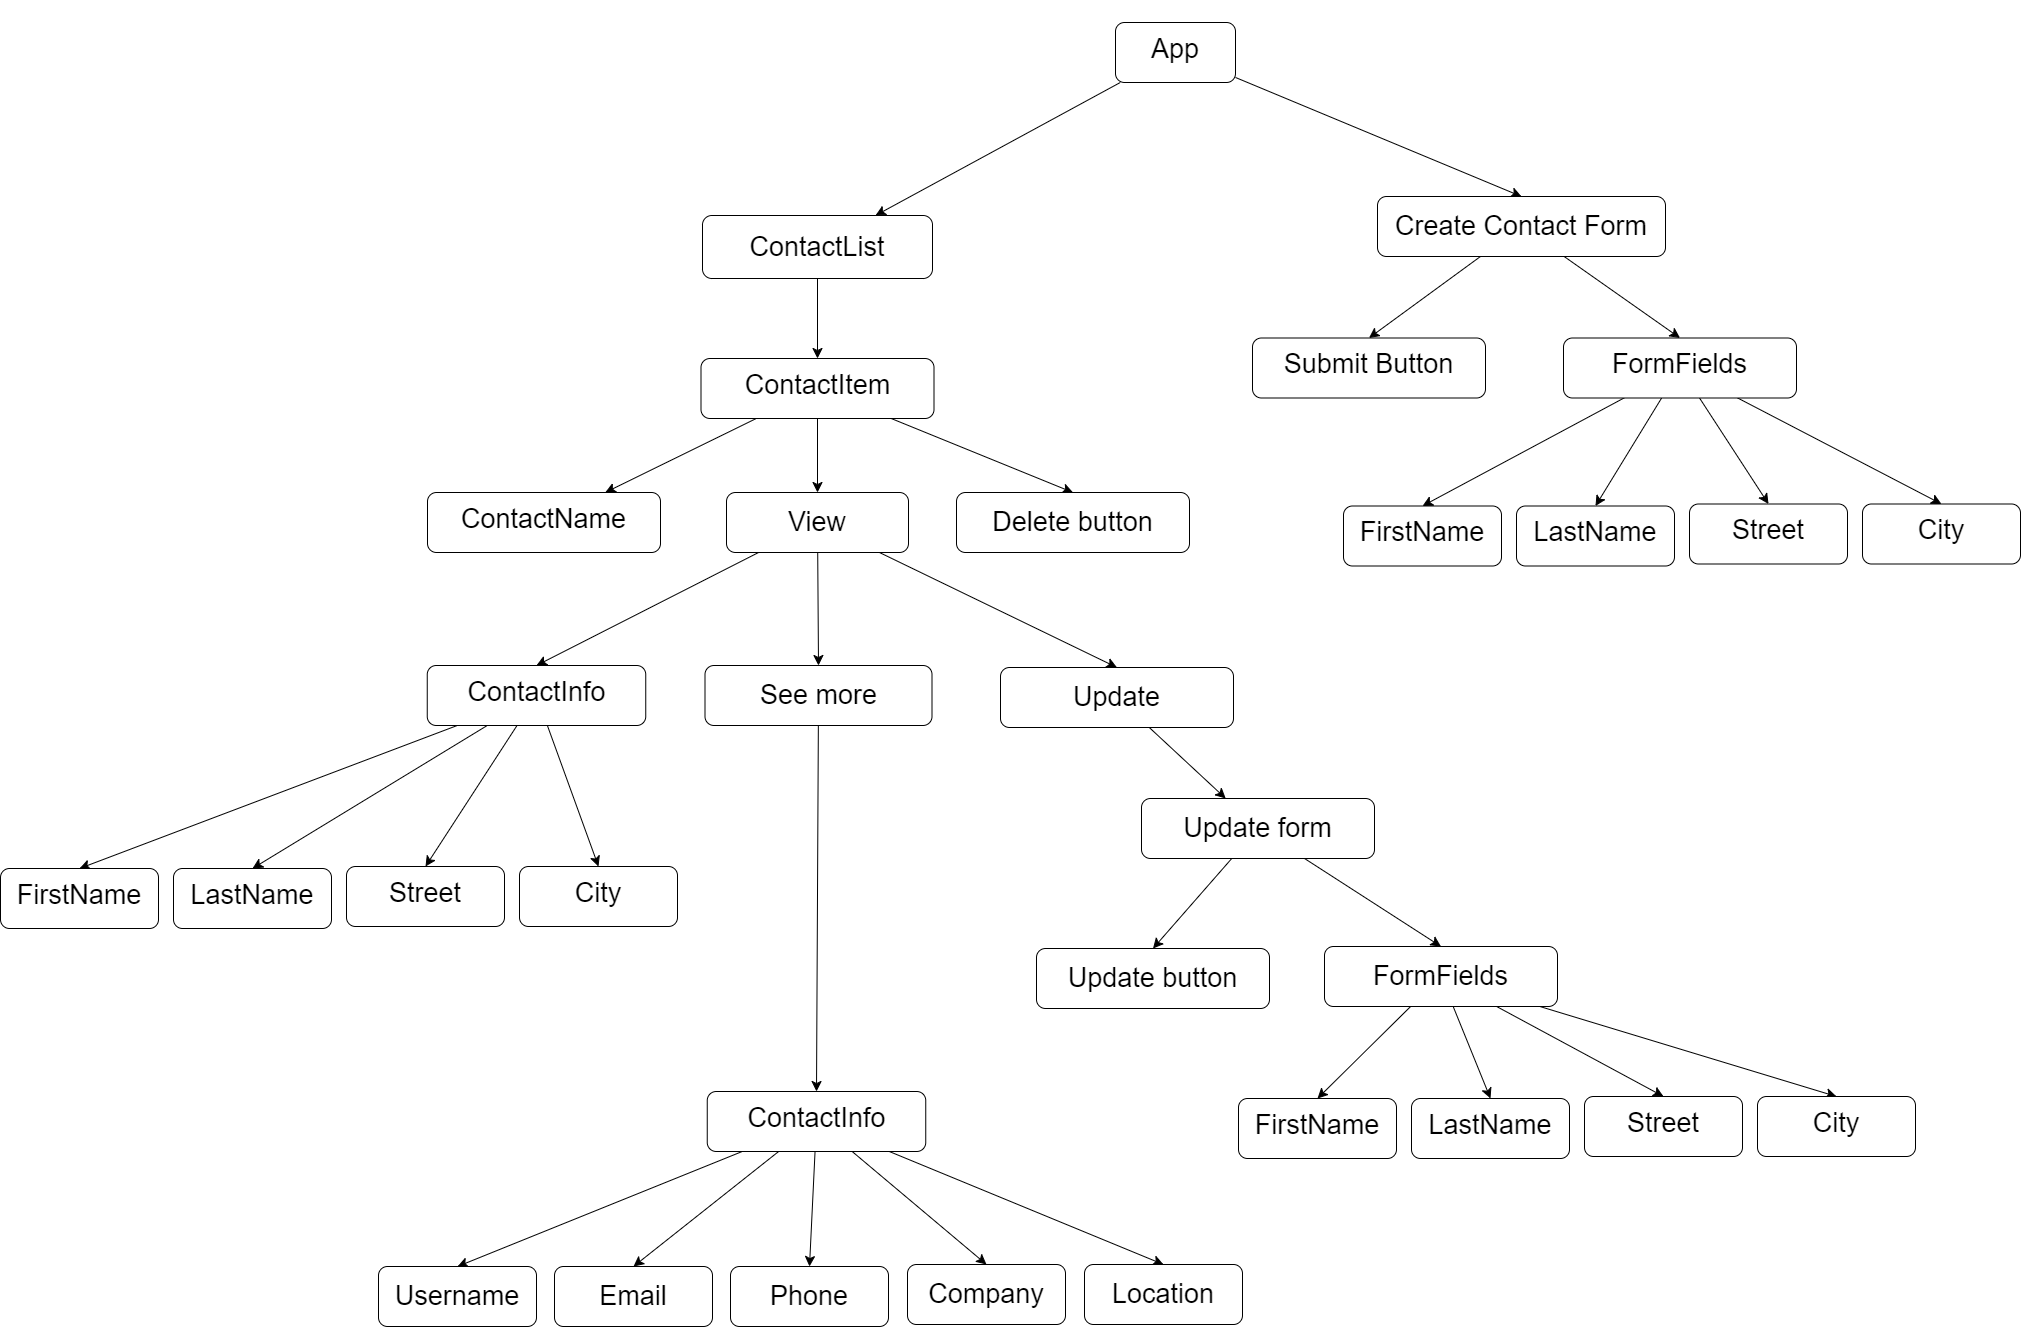 App
ContactList
Create Contact Form
ContactItem
Submit Button
FormFields
ContactName
View
Delete button
FirstName
LastName
Street
City
ContactInfo
See more
Update
Update form
FirstName
LastName
Street
City
Update button
FormFields
ContactInfo
FirstName
LastName
Street
City
Username
Email
Phone
Company
Location